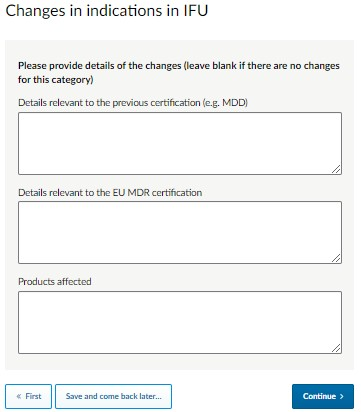 Changes in indications in IFU
Please provide details of the changes (leave blank if there are no changes
for this category)
Details relevant to the previous certification (e.g. MDD)
Details relevant to the EU MDR certification
Products affected
« First
Save and come back later...
Continue >